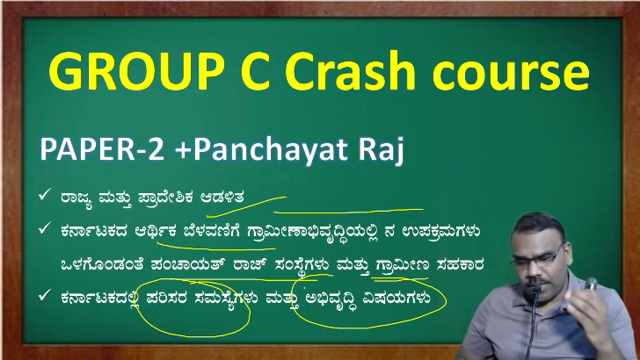 GROUP C Crash course
PAPER-2 +Panchayat Raj
ರಾಜ್ಯ ಮತ್ತು ಪ್ರಾದೇಶಿಕ ಆಡಳಿತ
ಕರ್ನಾಟಕದ ಆರ್ಥಿಕ ಬೆಳವಣಿಗೆ ಗ್ರಾಮೀಣಾಭಿವೃದ್ಧಿಯಲ್ಲಿ ನ ಉಪಕ್ರಮಗಳು
ಒಳಗೊಂಡಂತೆ ಪಂಚಾಯತ್ ರಾಜ್ ಸಂಸ್ಥೆಗಳು ಮತ್ತು ಗ್ರಾಮೀಣ ಸಹಕಾರ
ಕರ್ನಾಟಕದಲ್ಲಿ ಪರಿಸರ ಸಮಸ್ಯೆಗಳು ಮತ್ತು ಅಭಿವೃದ್ಧಿ ವಿಷಯಗಳು